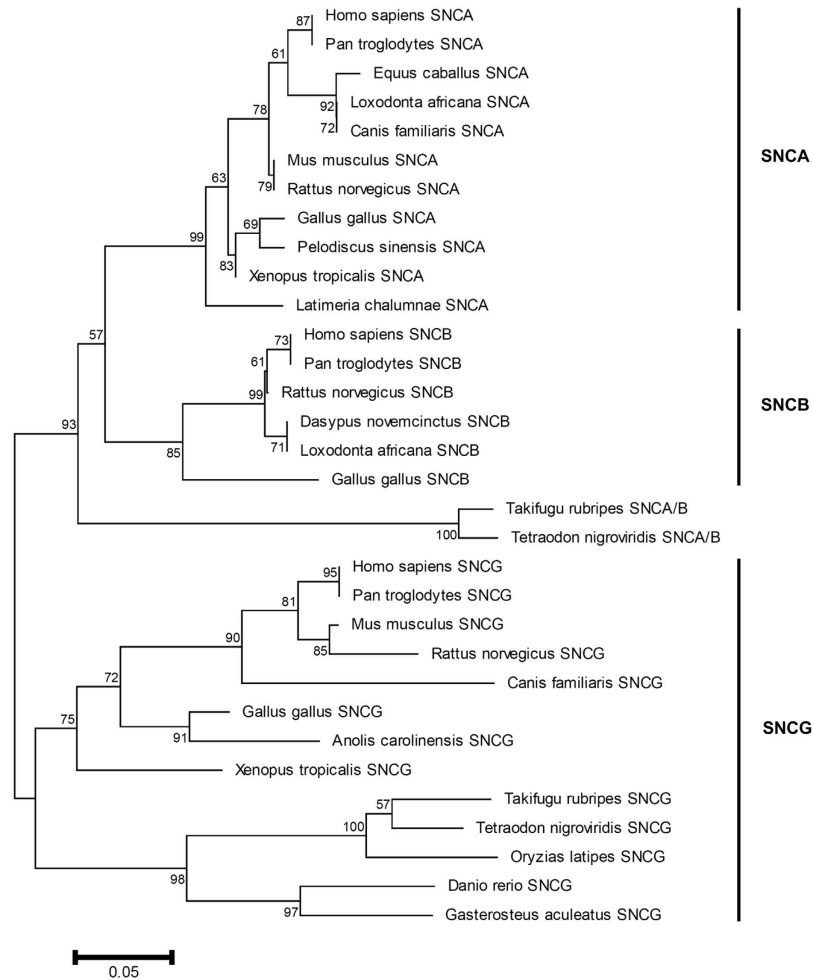 87
Homo sapiens SNCA
Pan troglodytes SNCA
61
Equus caballus SNCA
92
Loxodonta africana SNCA
78
72
Canis familiaris SNCA
Mus musculus SNCA
SNCA
63
79
Rattus norvegicus SNCA
69
Gallus gallus SNCA
99
Pelodiscus sinensis SNCA
83
Xenopus tropicalis SNCA
Latimeria chalumnae SNCA
57
73
Homo sapiens SNCB
61
Pan troglodytes SNCB
99
Rattus norvegicus SNCB
SNCB
93
Dasypus novemcinctus SNCB
85
71
Loxodonta africana SNCB
Gallus gallus SNCB
Takifugu rubripes SNCA/B
100
Tetraodon nigroviridis SNCA/B
95
Homo sapiens SNCG
81
Pan troglodytes SNCG
90
Mus musculus SNCG
85
Rattus norvegicus SNCG
72
Canis familiaris SNCG
75
Gallus gallus SNCG
91
Anolis carolinensis SNCG
SNCG
Xenopus tropicalis SNCG
57
Takifugu rubripes SNCG
100
Tetraodon nigroviridis SNCG
Oryzias latipes SNCG
98
Danio rerio SNCG
97
Gasterosteus aculeatus SNCG
0.05